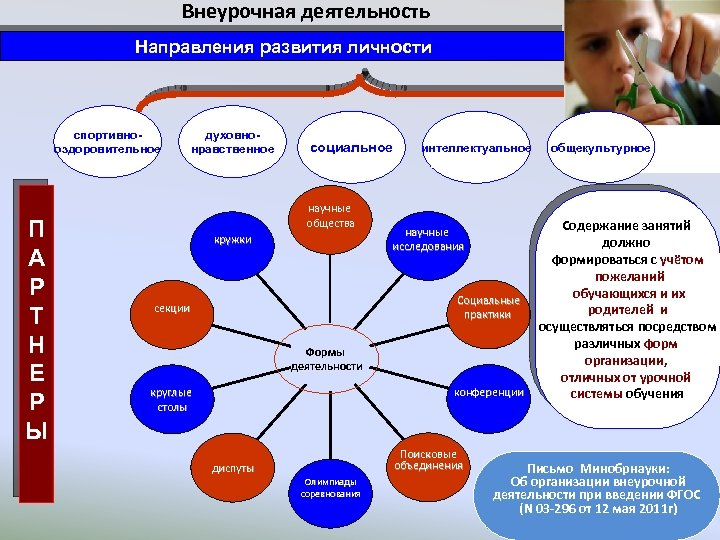 Внеурочная деятельность
Направления развития личности
спортивно-
оздоровительное
духовно-
нравственное
социальное
интеллектуальное
общекультурное
П
А
Р
Т
Н
Е
Р
Ы
научные
общества
кружки
научные
исследования
секции
Социальные
практики
Формы
деятельности
круглые
столы
конференции
диспуты
Поисковые
объединения
Олимпиады
соревнования
Содержание занятий
должно
формироваться с учётом
пожеланий
обучающихся и их
родителей и
осуществляться посредством
различных форм
организации,
отличных от урочной
системы обучения
Письмо Минобрнауки:
Об организации внеурочной
деятельности при введении ФГОС
(N 03-296 от 12 мая 2011г)